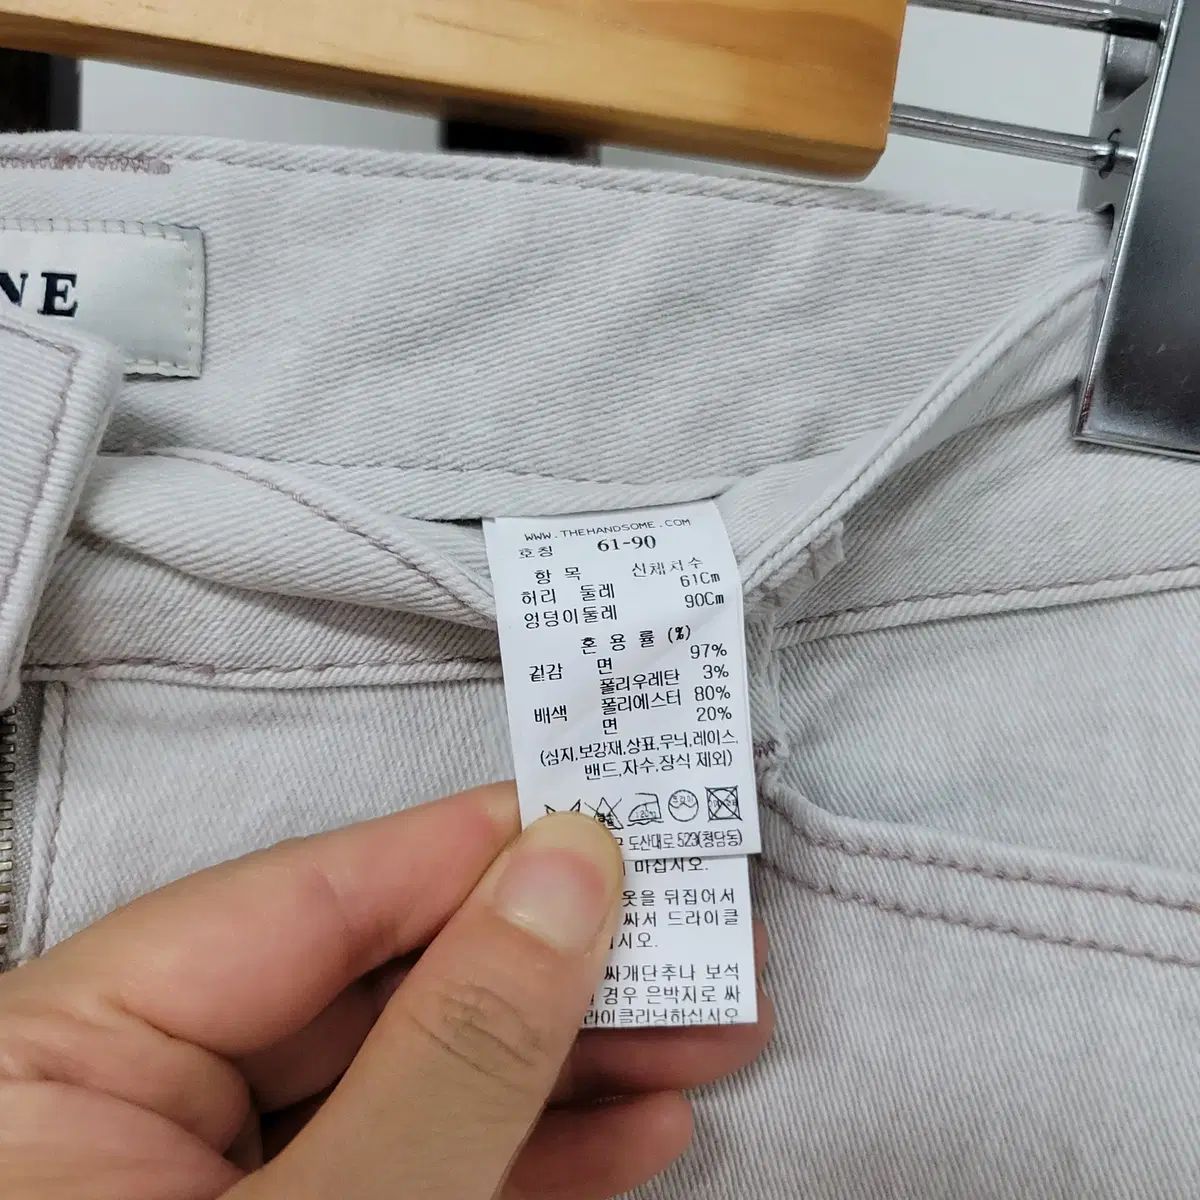 NE
WWW.THEHANDSOME.COM
호칭 61-90
항 목 신체치수
허리 둘레 61Cm
엉덩이둘레 90Cm
혼 용 률 (%)
겉감 면 97%
폴리우레탄 3%
배색 폴리에스터 80%
면 20%
(심지,보강재,상표,무늬,레이스,
밴드,자수,장식 제외)
도산대로 523(청담동)
마십시오.
옷을 뒤집어서
싸서 드라이클
시오.
싸개단추나 보석
경우 은박지로 싸
라이클리닝하십시오